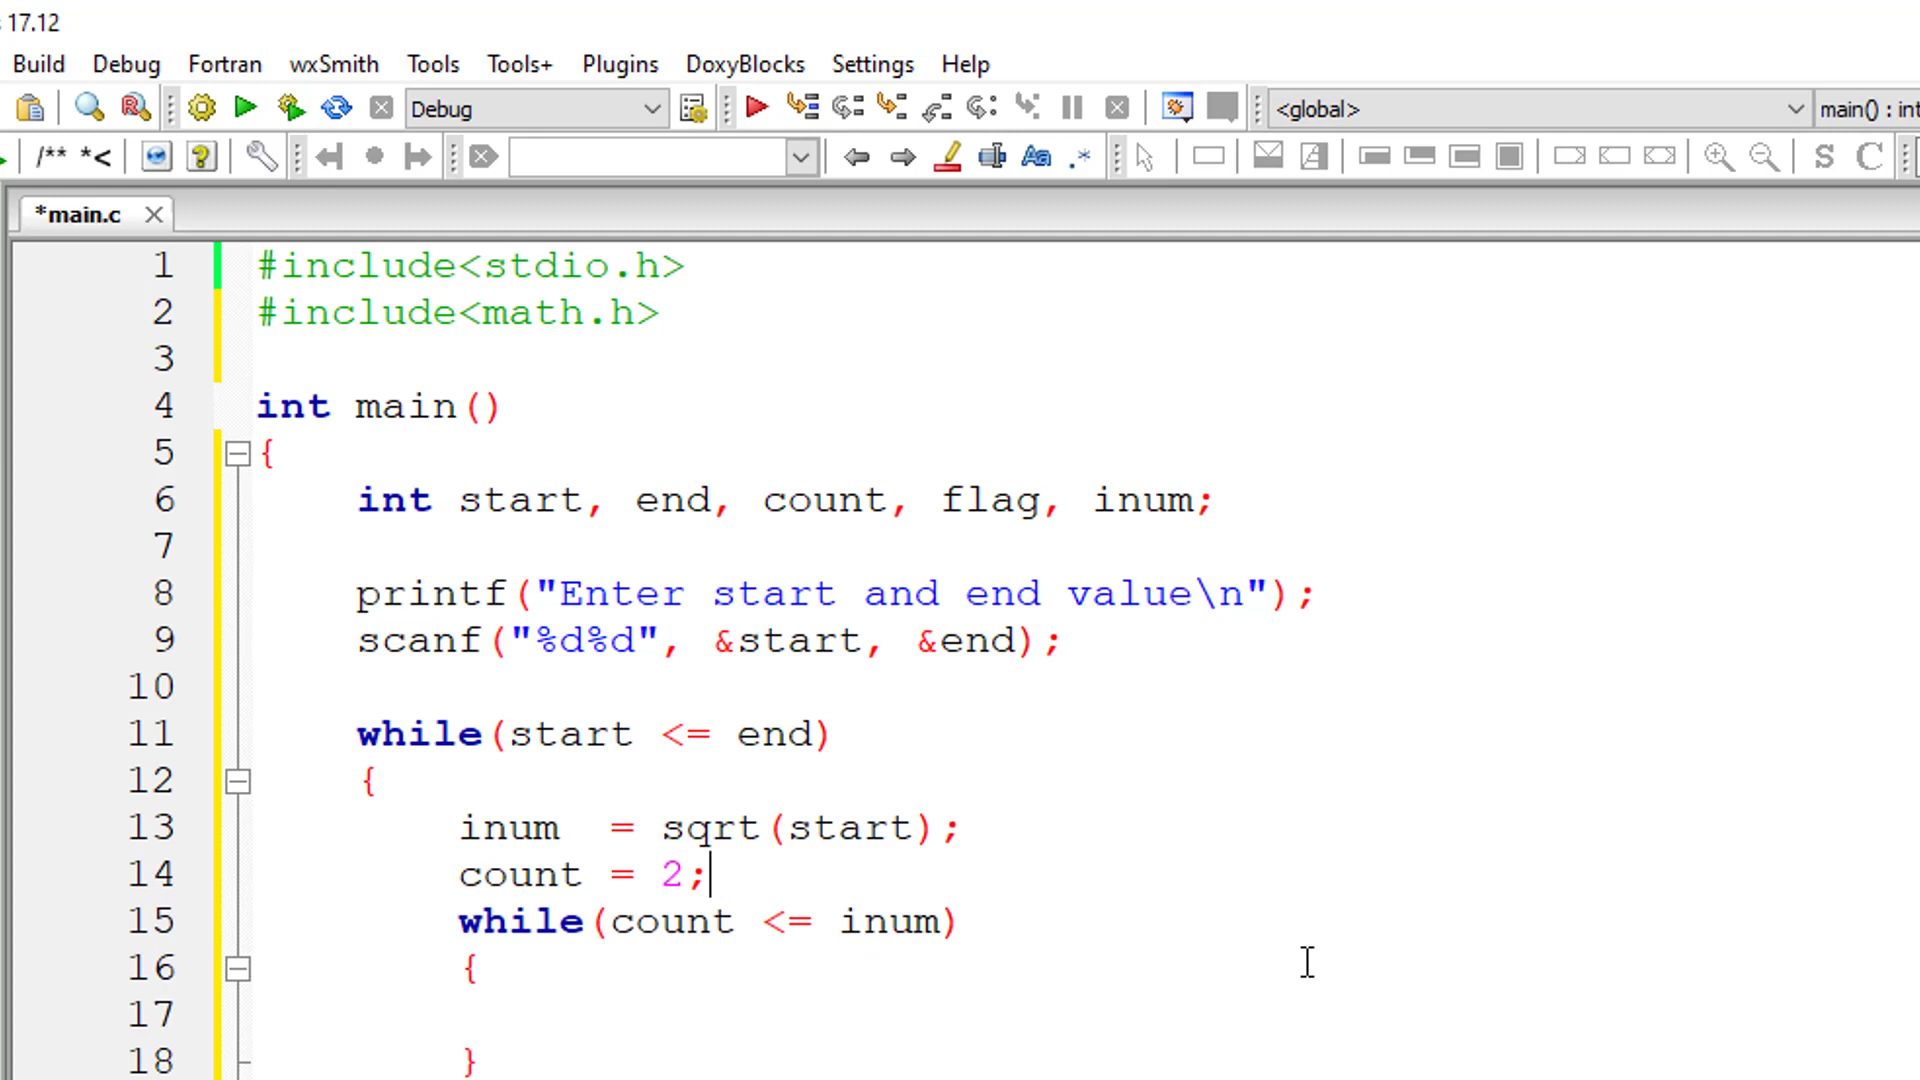 17.12
Build Debug Fortran wxSmith Tools Tools+ Plugins DoxyBlocks Settings Help
Debug <global> main() : int
/** *< Aa .* S C
*main.c
1 #include<stdio.h>
2 #include<math.h>
3
4 int main()
5 {
6 int start, end, count, flag, inum;
7
8 printf("Enter start and end value\n");
9 scanf("%d%d", &start, &end);
10
11 while(start <= end)
12 {
13 inum  = sqrt(start);
14 count = 2;
15 while(count <= inum)
16 {
17
18 }